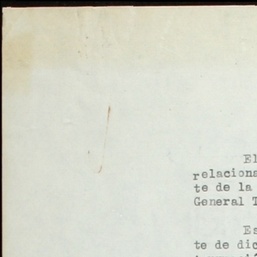 El
relaciona
te de la
General T
Es
te de dic